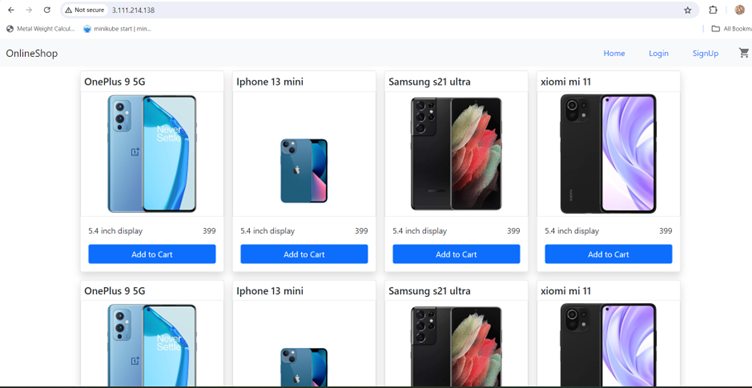 Not secure 3.111.214.138
Metal Weight Calcul... minikube start | min... All Bookma
OnlineShop Home Login SignUp
OnePlus 9 5G Iphone 13 mini Samsung s21 ultra xiomi mi 11
Never
Settle
5.4 inch display 399 5.4 inch display 399 5.4 inch display 399 5.4 inch display 399
Add to Cart Add to Cart Add to Cart Add to Cart
OnePlus 9 5G Iphone 13 mini Samsung s21 ultra xiomi mi 11
Never
Settle